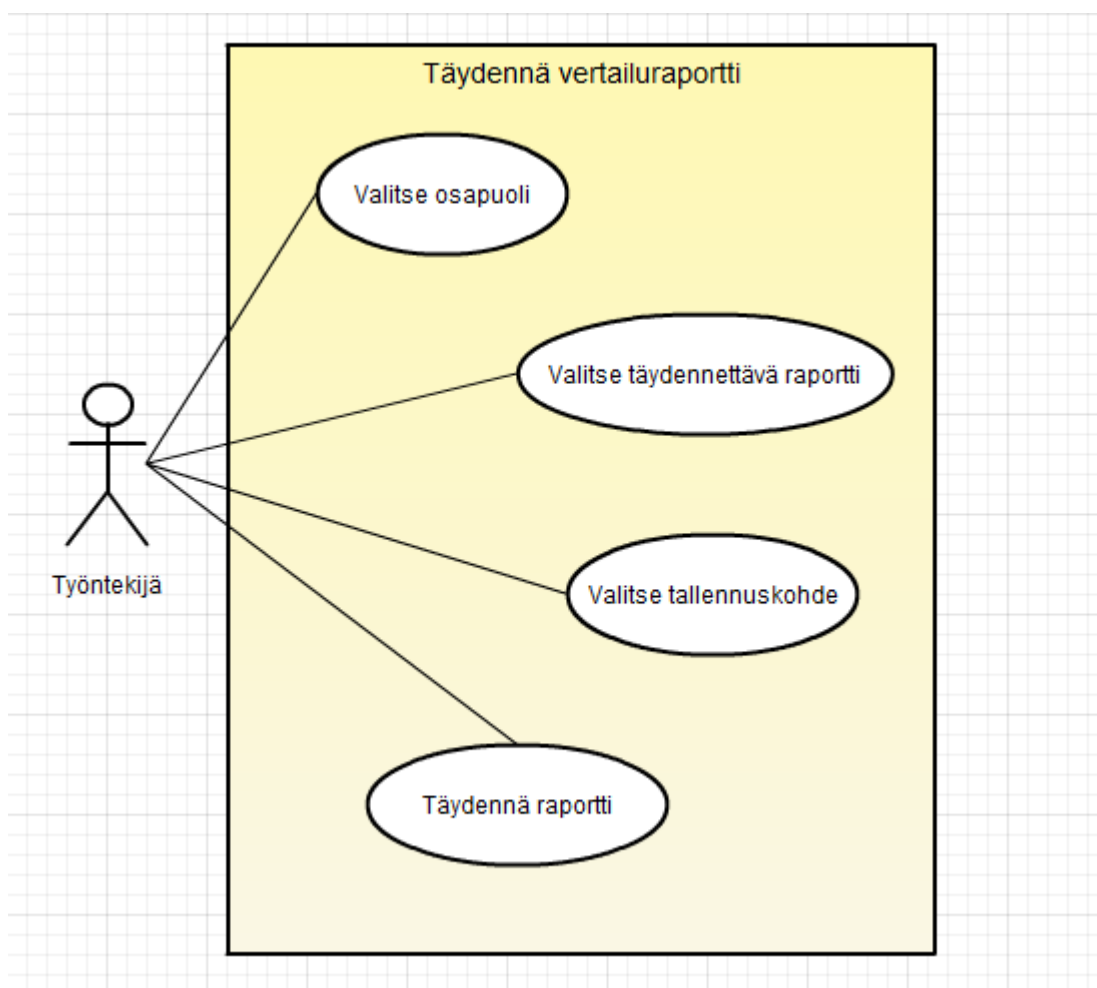 Täydennä vertailuraportti
Valitse osapuoli
Valitse täydennettävä raportti
Työntekijä
Valitse tallennuskohde
Täydennä raportti